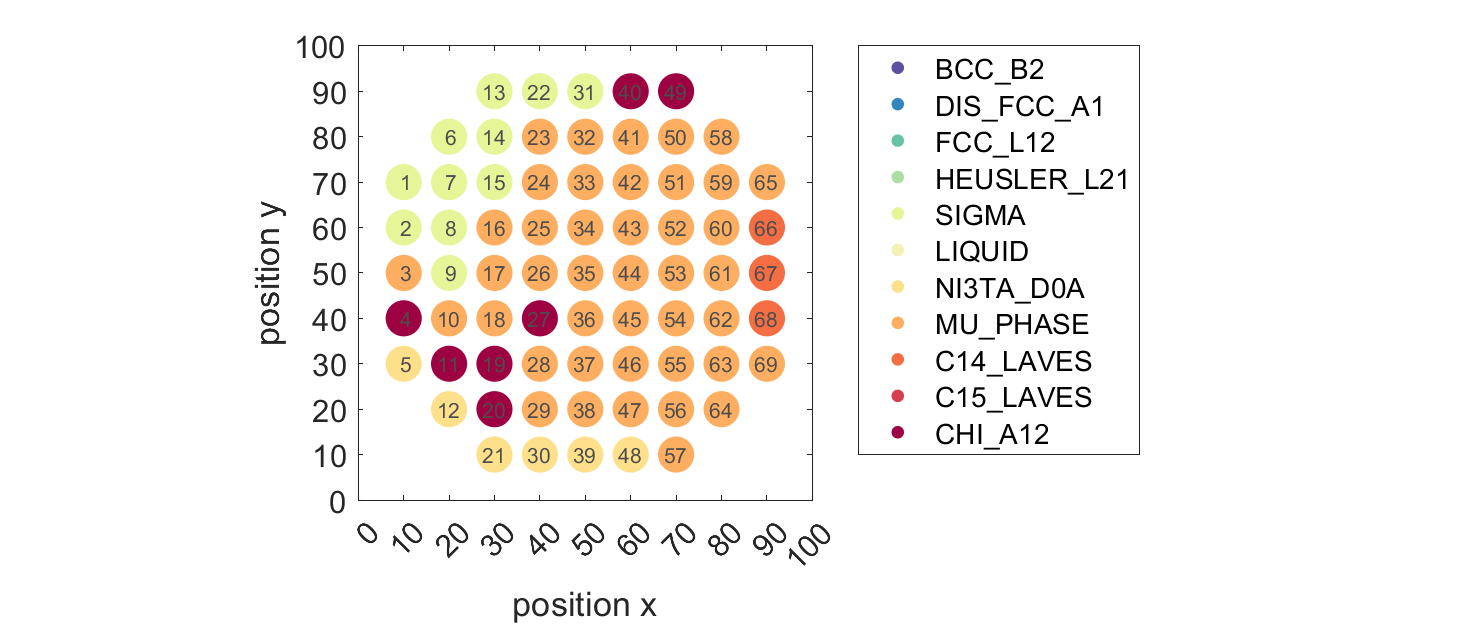 100
90
80
70
60
50
40
30
20
10
0
13 22 31 40 49
6 14 23 32 41 50 58
1 7 15 24 33 42 51 59 65
2 8 16 25 34 43 52 60 66
3 9 17 26 35 44 53 61 67
4 10 18 27 36 45 54 62 68
5 11 19 28 37 46 55 63 69
12 20 29 38 47 56 64
21 30 39 48 57
0 10 20 30 40 50 60 70 80 90 100
position x
position y
BCC_B2
DIS_FCC_A1
FCC_L12
HEUSLER_L21
SIGMA
LIQUID
NI3TA_D0A
MU_PHASE
C14_LAVES
C15_LAVES
CHI_A12